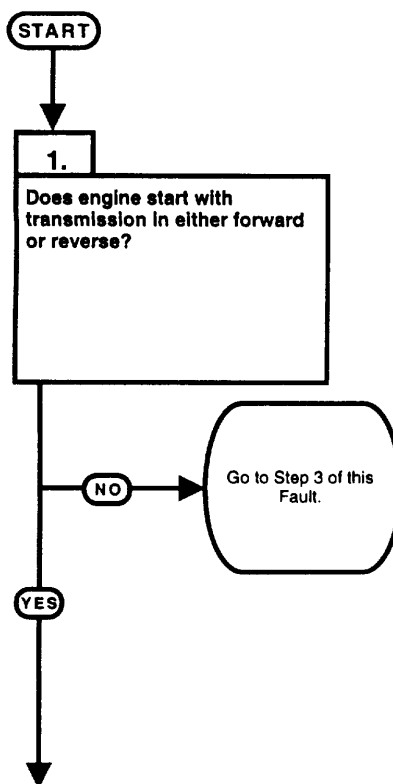 START
1.
Does engine start with
transmission in either forward
or reverse?
NO
Go to Step 3 of this
Fault.
YES